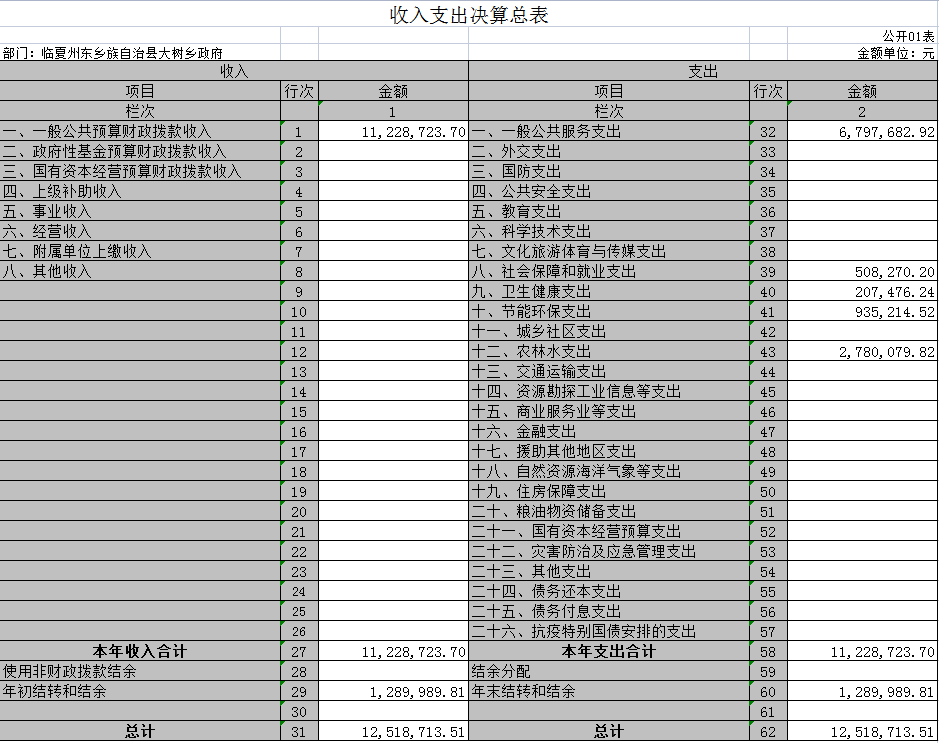 收入支出决算总表
公开01表
部门：临夏州东乡族自治县大树乡政府 金额单位：元
收入 支出
项目 行次 金额 项目 行次 金额
栏次 1 栏次 2
一、一般公共预算财政拨款收入 1 11,228,723.70 一、一般公共服务支出 32 6,797,682.92
二、政府性基金预算财政拨款收入 2 二、外交支出 33
三、国有资本经营预算财政拨款收入 3 三、国防支出 34
四、上级补助收入 4 四、公共安全支出 35
五、事业收入 5 五、教育支出 36
六、经营收入 6 六、科学技术支出 37
七、附属单位上缴收入 7 七、文化旅游体育与传媒支出 38
八、其他收入 8 八、社会保障和就业支出 39 508,270.20
9 九、卫生健康支出 40 207,476.24
10 十、节能环保支出 41 935,214.52
11 十一、城乡社区支出 42
12 十二、农林水支出 43 2,780,079.82
13 十三、交通运输支出 44
14 十四、资源勘探工业信息等支出 45
15 十五、商业服务业等支出 46
16 十六、金融支出 47
17 十七、援助其他地区支出 48
18 十八、自然资源海洋气象等支出 49
19 十九、住房保障支出 50
20 二十、粮油物资储备支出 51
21 二十一、国有资本经营预算支出 52
22 二十二、灾害防治及应急管理支出 53
23 二十三、其他支出 54
24 二十四、债务还本支出 55
25 二十五、债务付息支出 56
26 二十六、抗疫特别国债安排的支出 57
本年收入合计 27 11,228,723.70 本年支出合计 58 11,228,723.70
使用非财政拨款结余 28 结余分配 59
年初结转和结余 29 1,289,989.81 年末结转和结余 60 1,289,989.81
30 61
总计 31 12,518,713.51 总计 62 12,518,713.51